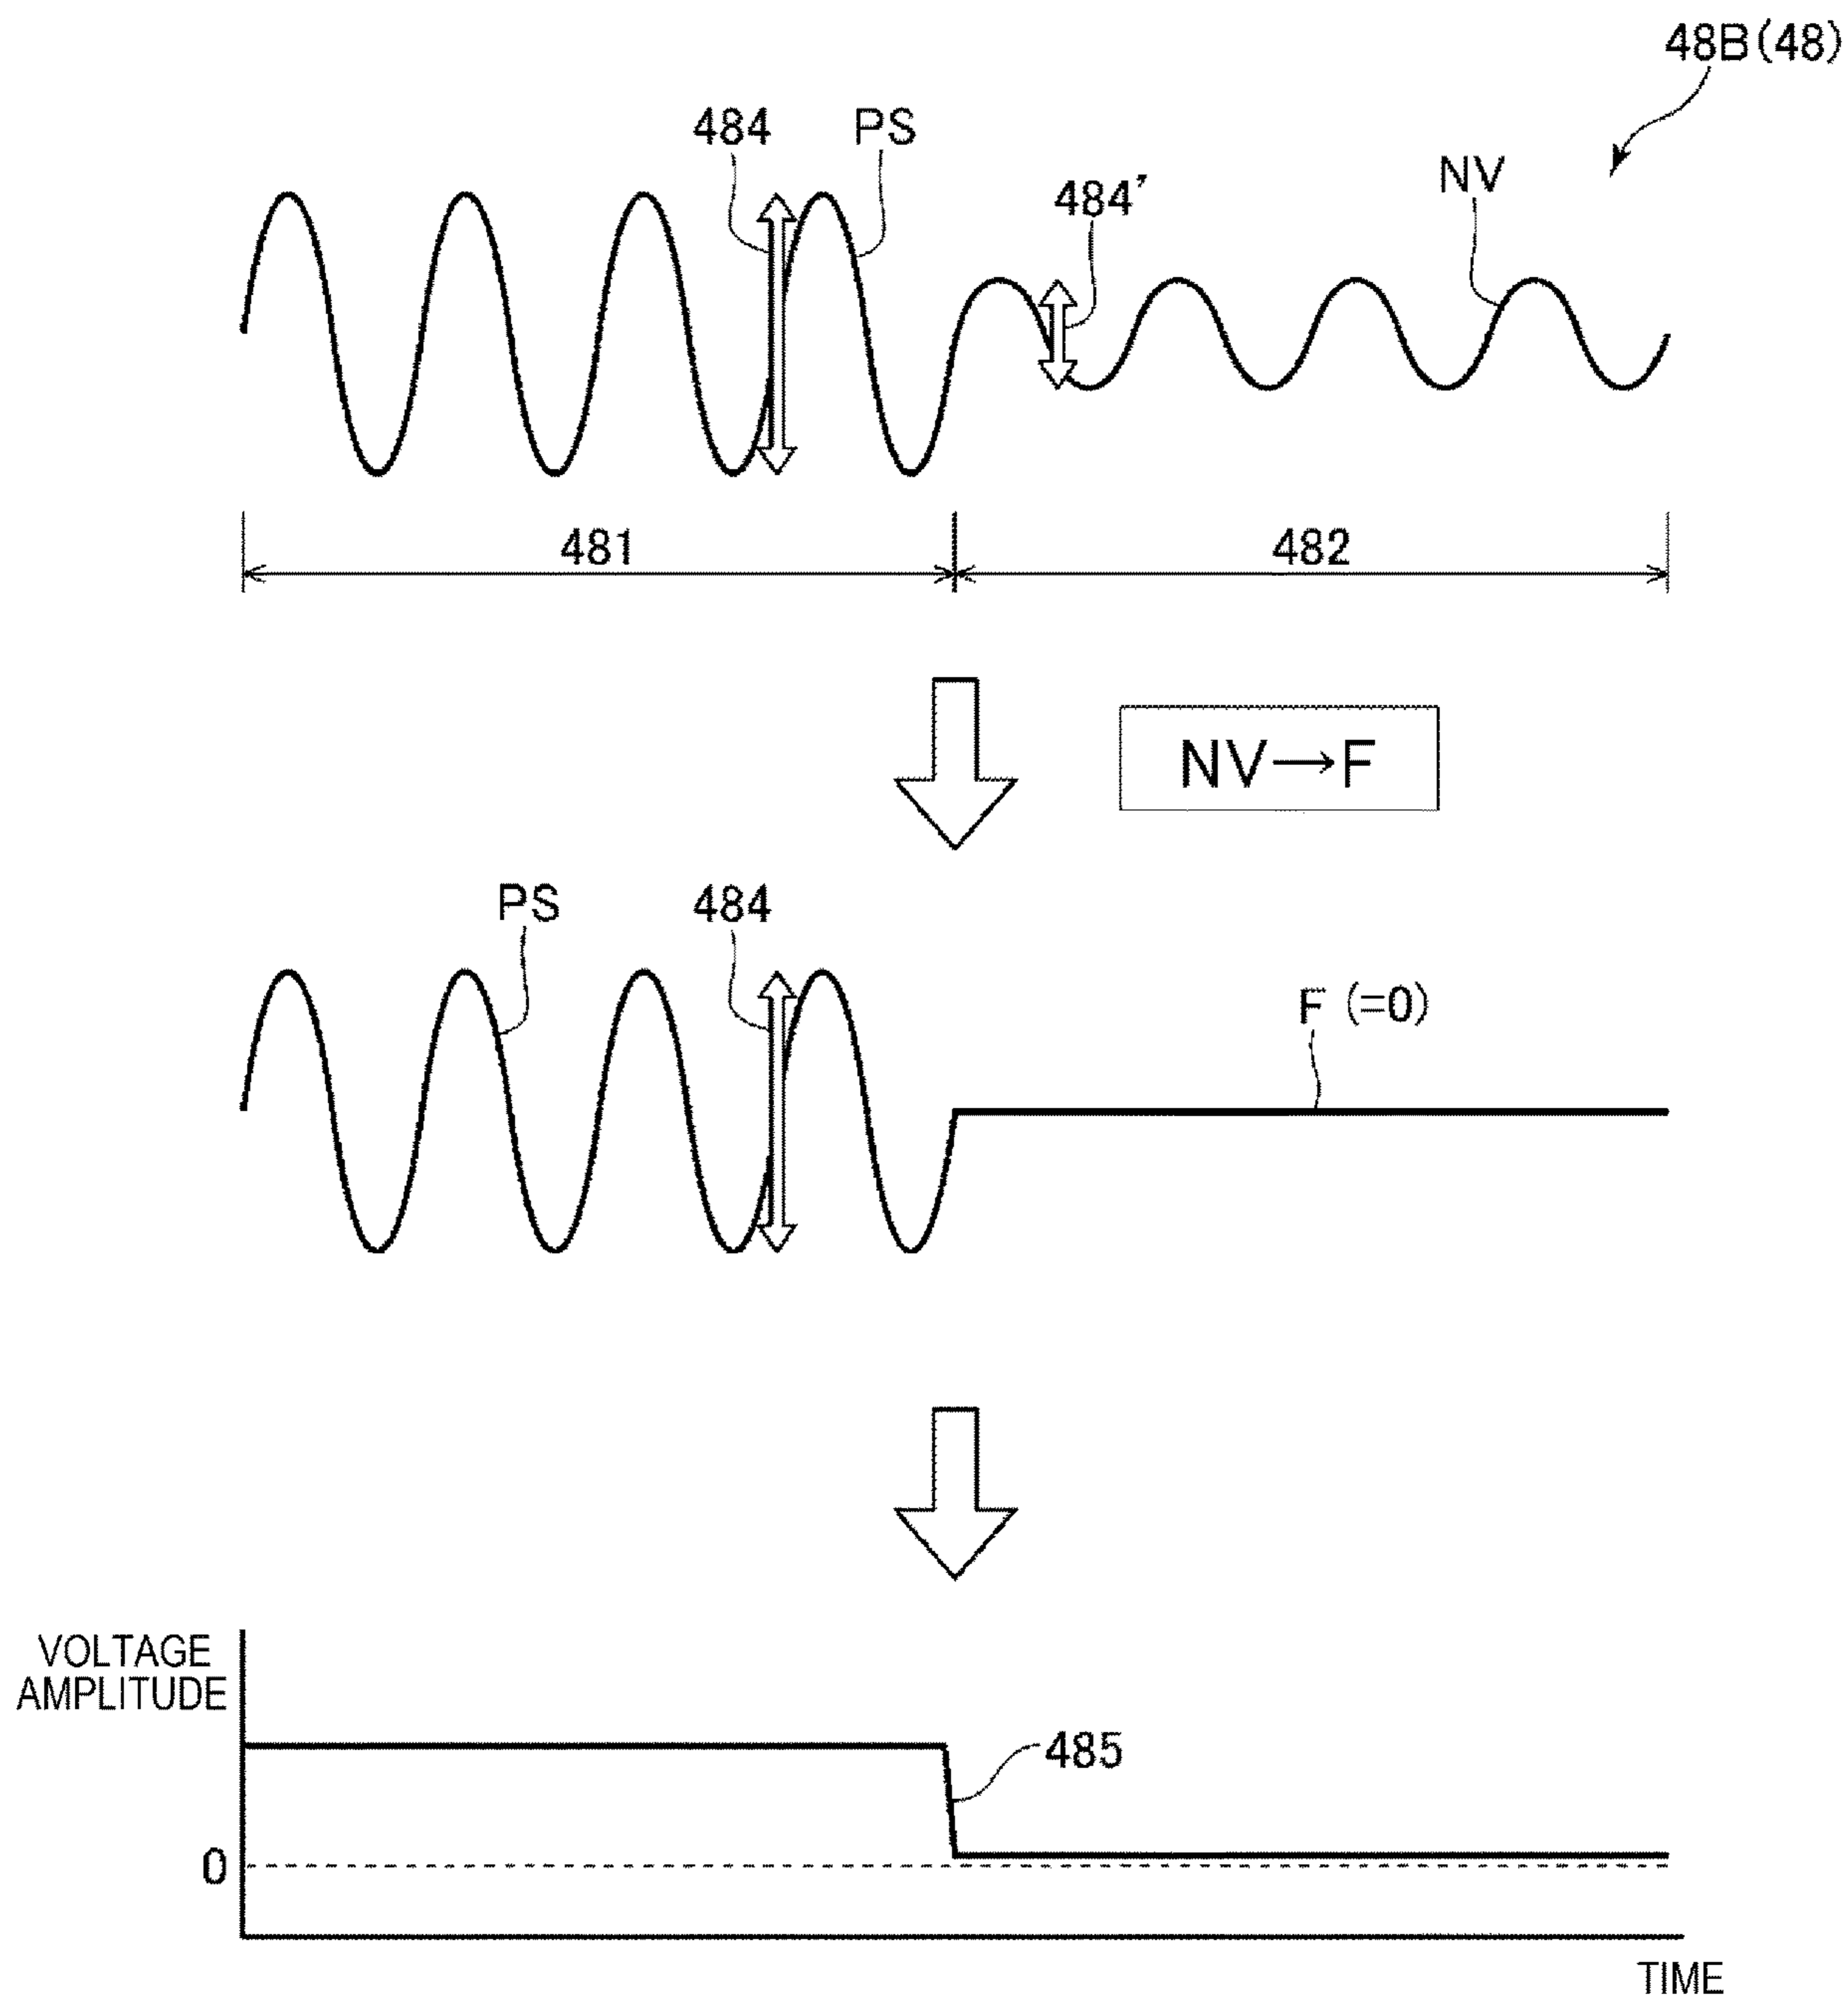 48B(48)
484
PS
484’
NV
481
482
NV→F
PS
484
F (=0)
VOLTAGE
AMPLITUDE
485
0
TIME